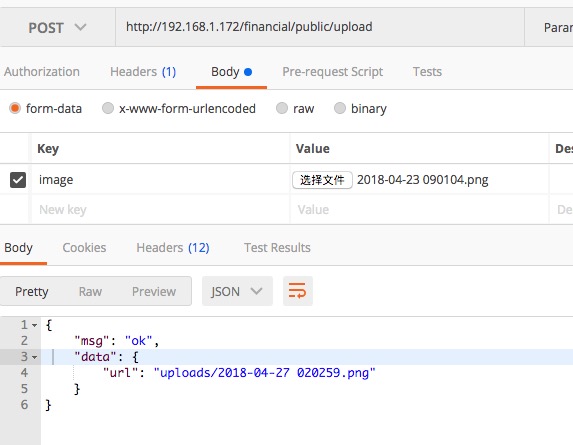 POST http://192.168.1.172/financial/public/upload Param
Authorization Headers (1) Body Pre-request Script Tests
form-data x-www-form-urlencoded raw binary
Key Value Des
image 选择文件 2018-04-23 090104.png
New key Value De
Body Cookies Headers (12) Test Results
Pretty Raw Preview JSON
1 {
2 "msg": "ok",
3 "data": {
4 "url": "uploads/2018-04-27 020259.png"
5 }
6 }